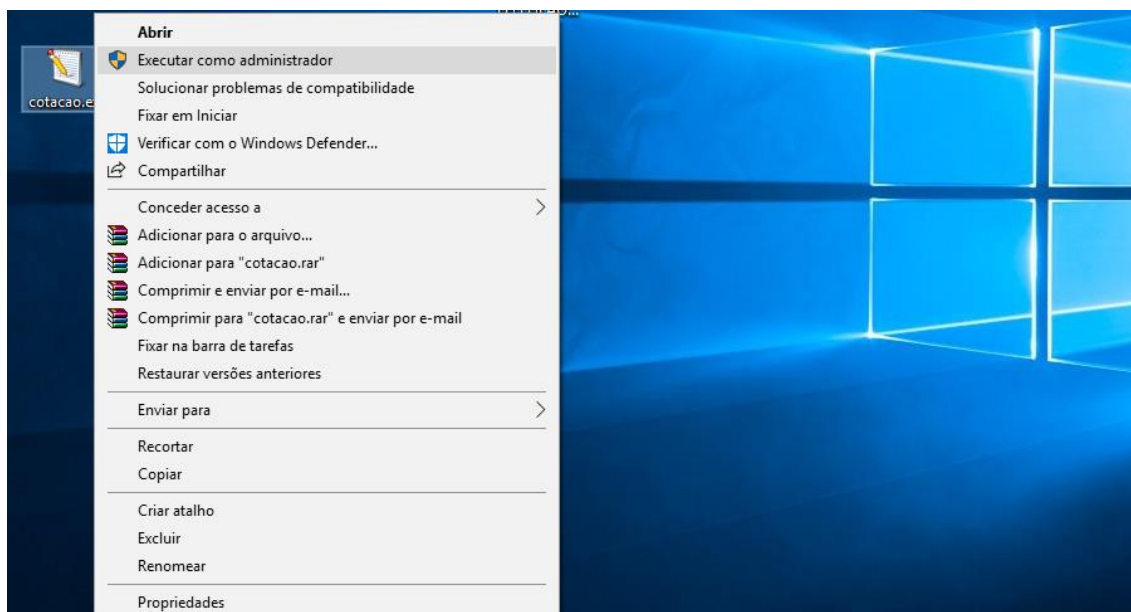 Abrir
Executar como administrador
Solucionar problemas de compatibilidade
Fixar em Iniciar
Verificar com o Windows Defender...
Compartilhar
cotacao.e
Conceder acesso a
Adicionar para o arquivo...
Adicionar para "cotacao.rar"
Comprimir e enviar por e-mail...
Comprimir para "cotacao.rar" e enviar por e-mail
Fixar na barra de tarefas
Restaurar versões anteriores
Enviar para
Recortar
Copiar
Criar atalho
Excluir
Renomear
Propriedades